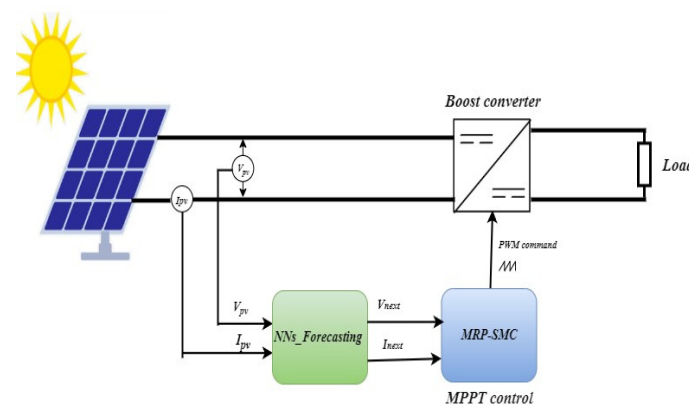 Boost converter
Vpv
Load
Ipv
PWM command
Vpv
Vnext
NNs_Forecasting
MRP-SMC
Ipv
Inext
MPPT control